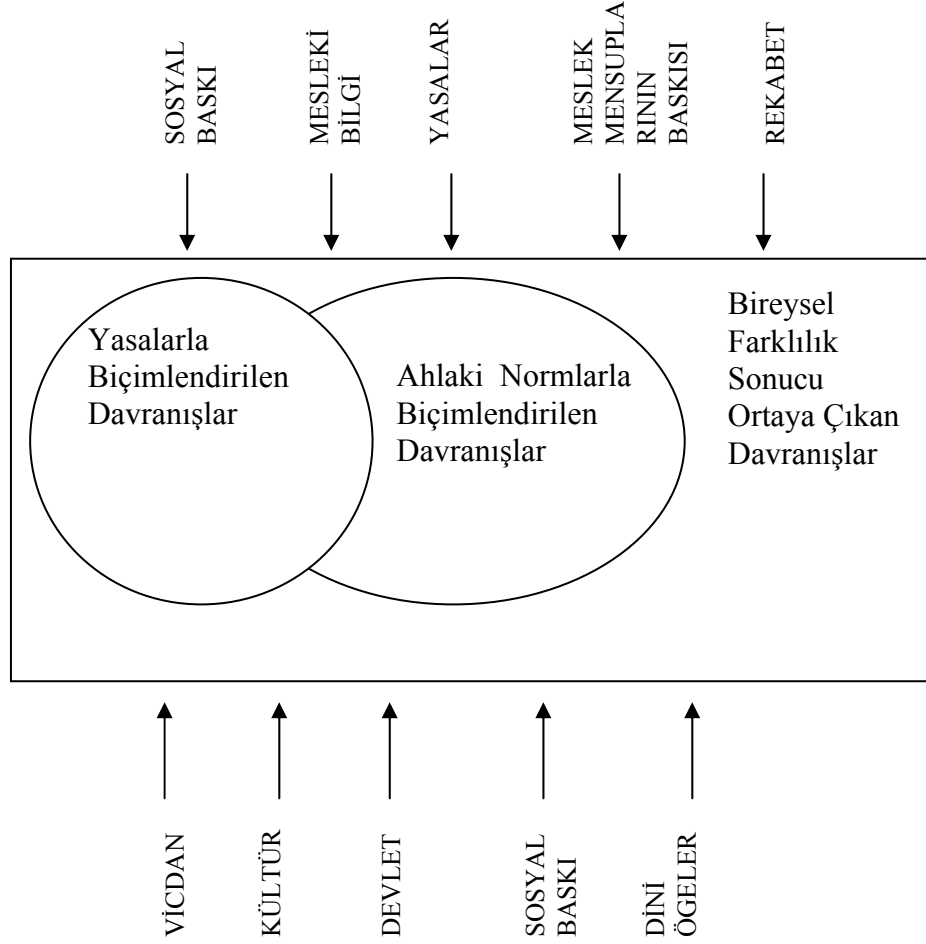 SOSYAL
BASKI
MESLEKİ
BİLGİ
YASALAR
MESLEK
MENSUPLA
RININ
BASKISI
REKABET
Yasalarla
Biçimlendirilen
Davranışlar
Ahlaki Normlarla
Biçimlendirilen
Davranışlar
Bireysel
Farklılık
Sonucu
Ortaya Çıkan
Davranışlar
VİCDAN
KÜLTÜR
DEVLET
SOSYAL
BASKI
DİNİ
ÖGELER